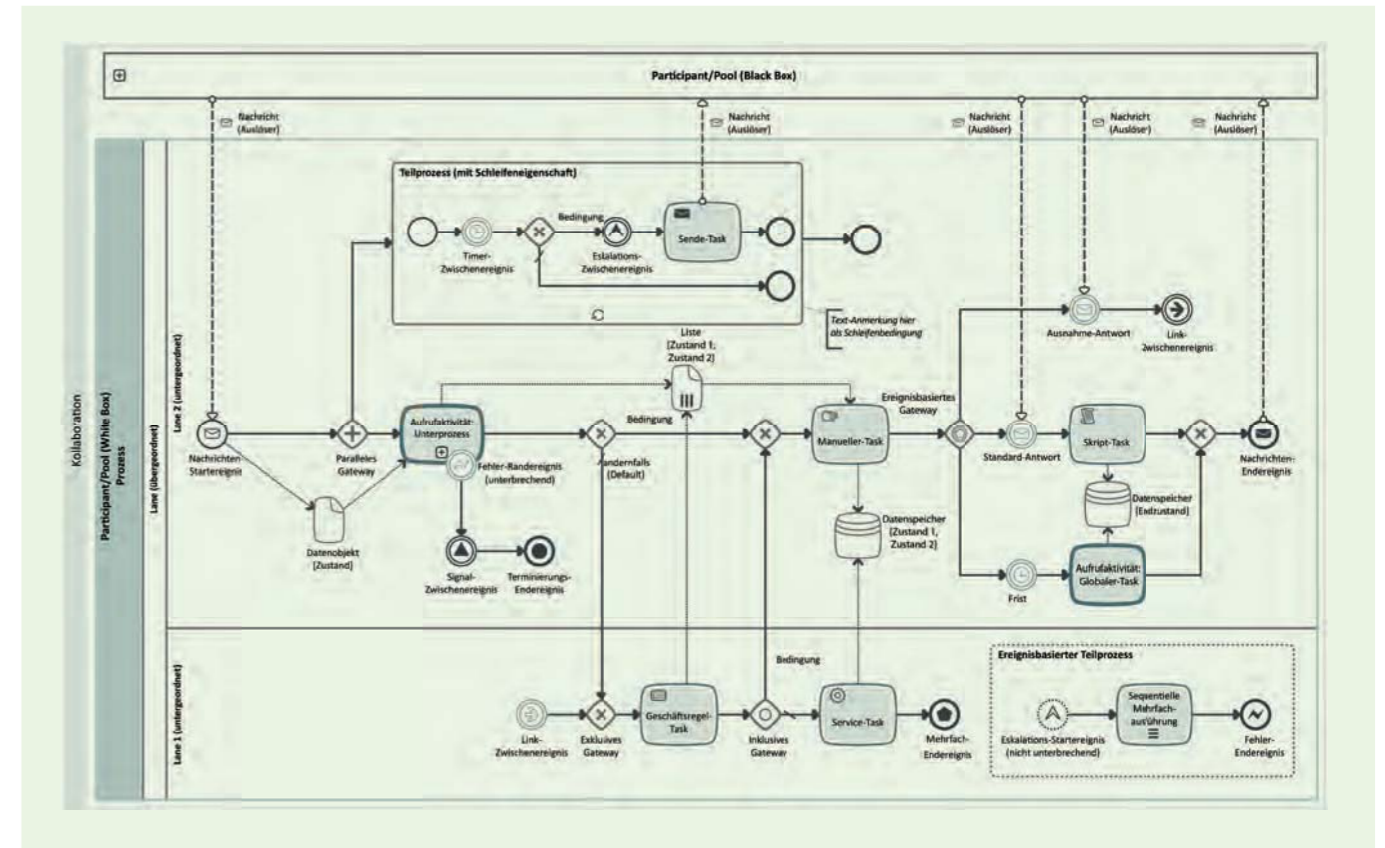 Kollaboration
Participant/Pool (Black Box)
Nachricht
(Auslöser)
Nachricht
(Auslöser)
Nachricht
(Auslöser)
Nachricht
(Auslöser)
Nachricht
(Auslöser)
Participant/Pool (While Box)
Prozess
Lane (übergeordnet)
Lane 2 (untergeordnet)
Teilprozess (mit Schleifeneigenschaft)
Timer-
Zwischenereignis
Bedingung
Eskalations-
Zwischenereignis
Sende-Task
Text-Anmerkung hier
als Schleifenbedingung
Liste
[Zustand 1,
Zustand 2]
Ausnahme-Antwort
Link-
Zwischenereignis
Nachrichten-
Startereignis
Paralleles
Gateway
Aufrufaktivität:
Unterprozess
Fehler-Randereignis
(unterbrechend)
Bedingung
andernfalls
(Default)
Manueller-Task
Ereignisbasiertes
Gateway
Standard-Antwort
Skript-Task
Nachrichten-
Endereignis
Datenobjekt
[Zustand]
Signal-
Zwischenereignis
Terminierungs-
Endereignis
Datenspeicher
[Zustand 1,
Zustand 2]
Datenspeicher
[Endzustand]
Frist
Aufrufaktivität:
Globaler-Task
Lane 1 (untergeordnet)
Link-
Zwischenereignis
Exklusives
Gateway
Geschäftsregel-
Task
Inklusives
Gateway
Bedingung
Service-Task
Mehrfach-
Endereignis
Ereignisbasierter Teilprozess
Eskalations-Startereignis
(nicht unterbrechend)
Sequentielle
Mehrfach-
ausführung
Fehler-
Endereignis